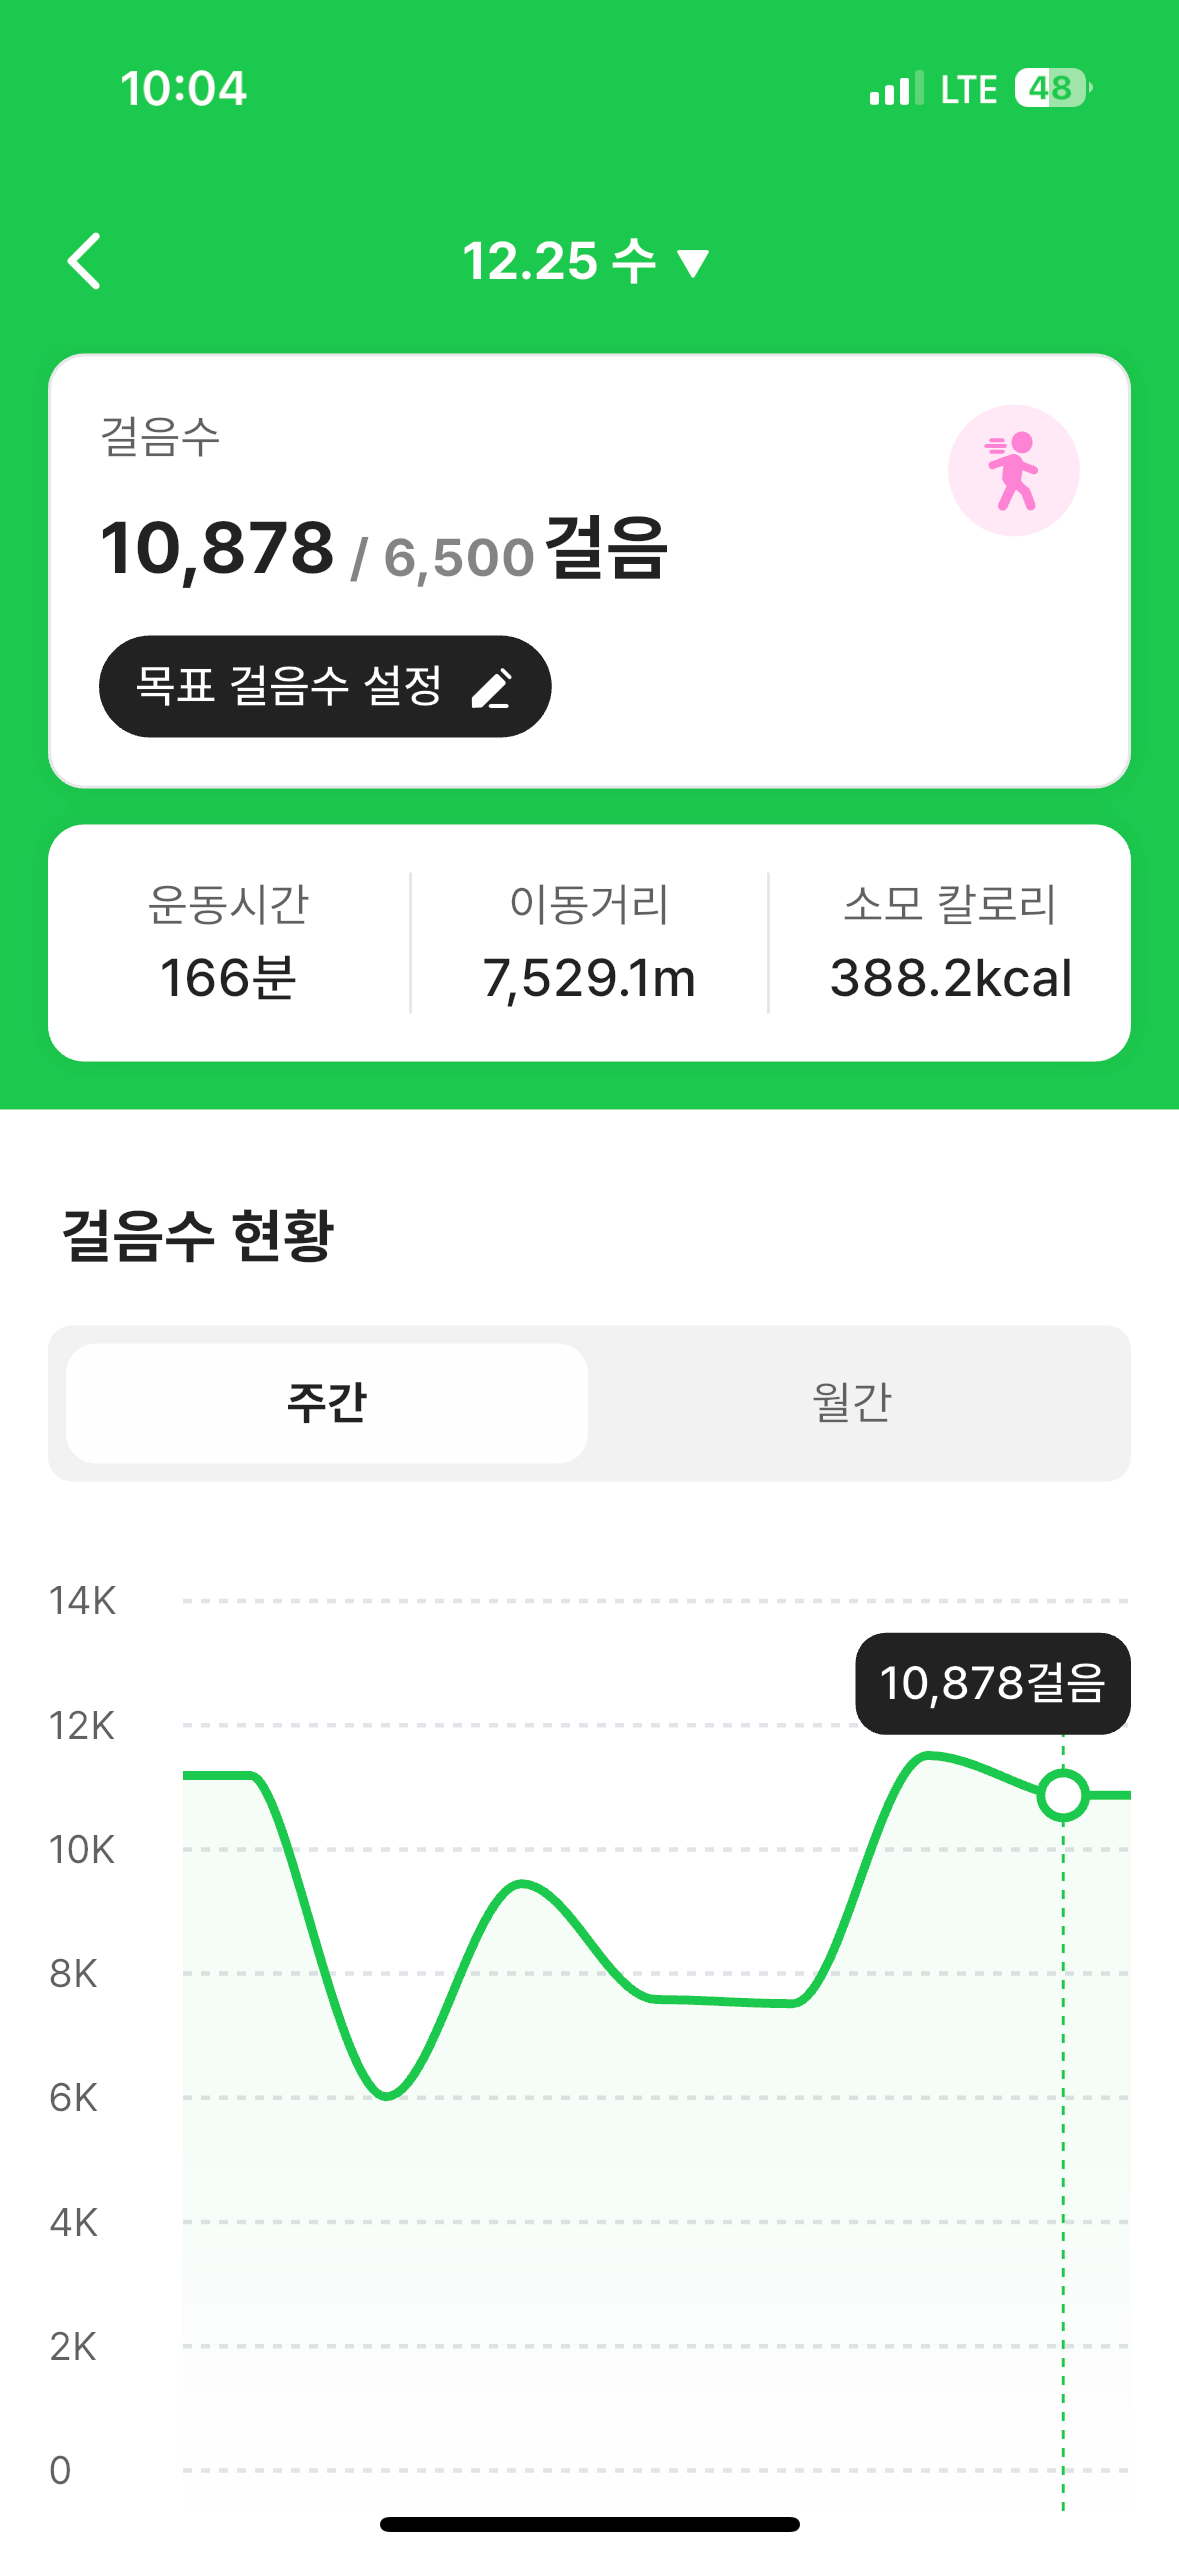 10:04 LTE 48
12.25 수 ▼
걸음수
10,878 / 6,500 걸음
목표 걸음수 설정
운동시간 이동거리 소모 칼로리
166분 7,529.1m 388.2kcal
걸음수 현황
주간 월간
14K
10,878걸음
12K
10K
8K
6K
4K
2K
0